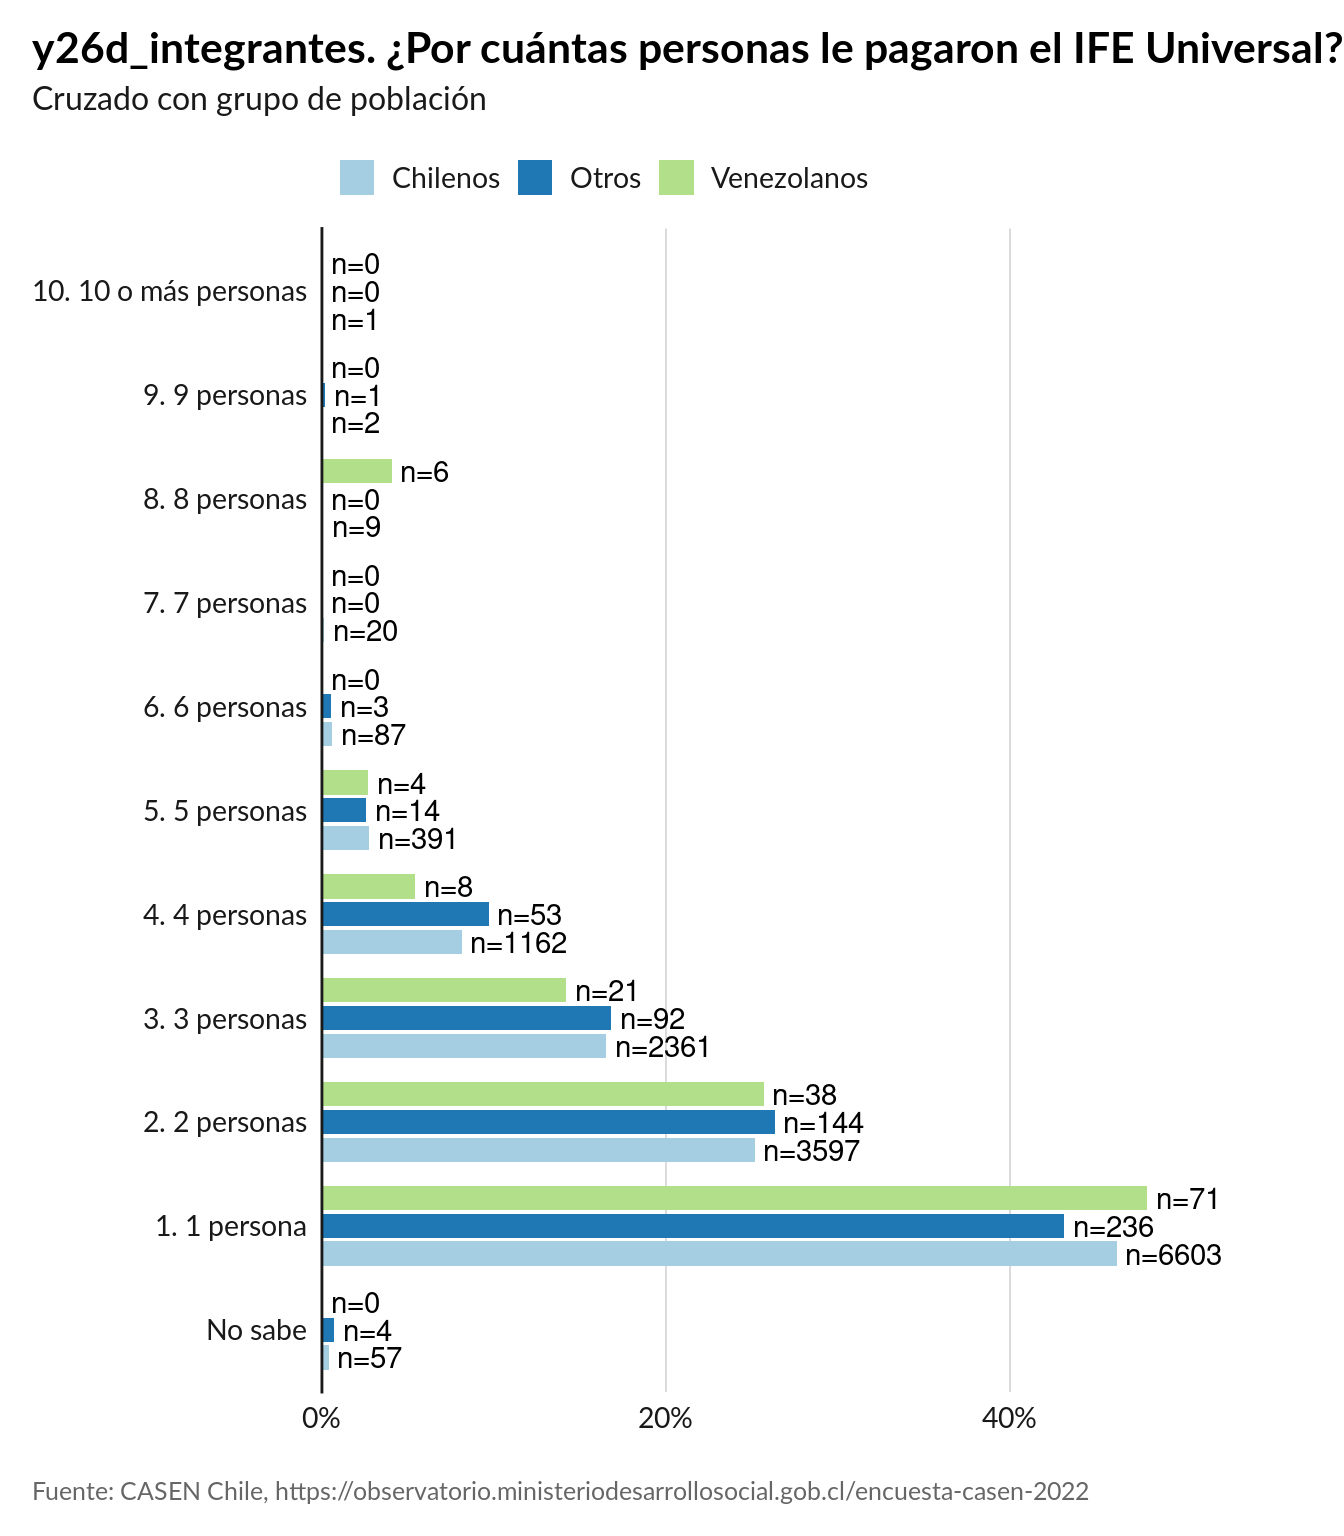 y26d_integrantes. ¿Por cuántas personas le pagaron el IFE Universal?
Cruzado con grupo de población
Chilenos Otros Venezolanos
n=0
10. 10 o más personas n=0
n=1
n=0
9. 9 personas n=1
n=2
n=6
8. 8 personas n=0
n=9
n=0
7. 7 personas n=0
n=20
n=0
6. 6 personas n=3
n=87
n=4
5. 5 personas n=14
n=391
n=8
4. 4 personas n=53
n=1162
n=21
3. 3 personas n=92
n=2361
n=38
2. 2 personas n=144
n=3597
n=71
1. 1 persona n=236
n=6603
n=0
No sabe n=4
n=57
0% 20% 40%
Fuente: CASEN Chile, https://observatorio.ministeriodesarrollosocial.gob.cl/encuesta-casen-2022